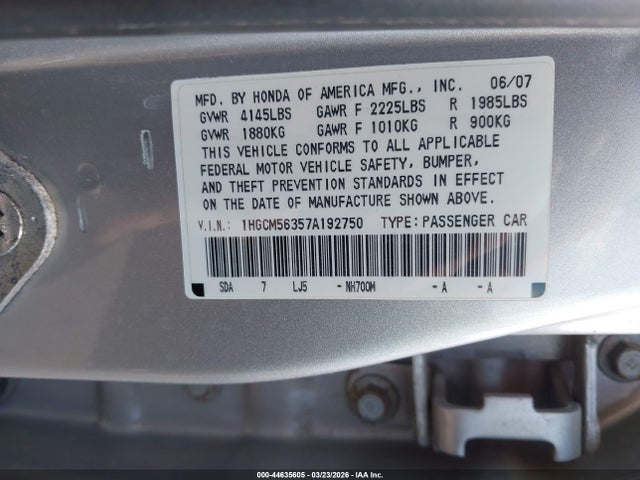 MFD. BY HONDA OF AMERICA MFG., INC. 06/07
GVWR 4145LBS GAWR F 2225LBS R 1985LBS
GVWR 1880KG GAWR F 1010KG R 900KG
THIS VEHICLE CONFORMS TO ALL APPLICABLE
FEDERAL MOTOR VEHICLE SAFETY, BUMPER,
AND THEFT PREVENTION STANDARDS IN EFFECT
ON THE DATE OF MANUFACTURE SHOWN ABOVE.
V.I.N.: 1HGCM56357A192750 TYPE: PASSENGER CAR
SDA 7 LJ5 - NH700M - A - A
000-44635605 - 03/23/2026 - IAA Inc.